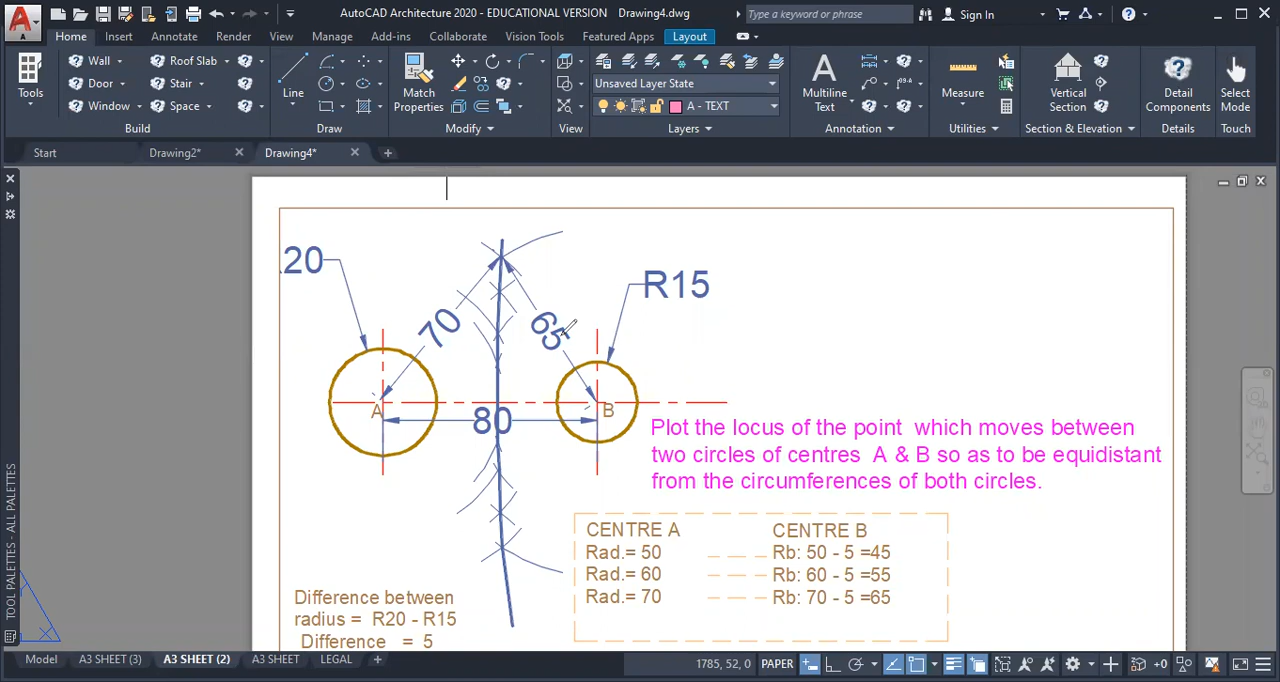 AutoCAD Architecture 2020 - EDUCATIONAL VERSION Drawing4.dwg
Type a keyword or phrase
Sign In
Home Insert Annotate Render View Manage Add-ins Collaborate Vision Tools Featured Apps Layout
Tools
Wall
Door
Window
Roof Slab
Stair
Space
Build
Line
Draw
Match
Properties
Modify
View
Unsaved Layer State
A - TEXT
Layers
A
Multiline
Text
Annotation
Measure
Utilities
Vertical
Section
Section & Elevation
Detail
Components
Details
Select
Mode
Touch
Start
Drawing2*
Drawing4*
TOOL PALETTES - ALL PALETTES
20
R15
70
65
A
B
80
Plot the locus of the point which moves between
two circles of centres A & B so as to be equidistant
from the circumferences of both circles.
CENTRE A CENTRE B
Rad.= 50 Rb: 50 - 5 =45
Rad.= 60 Rb: 60 - 5 =55
Rad.= 70 Rb: 70 - 5 =65
Difference between
radius = R20 - R15
Difference = 5
Model A3 SHEET (3) A3 SHEET (2) A3 SHEET LEGAL
1785, 52, 0 PAPER
+0